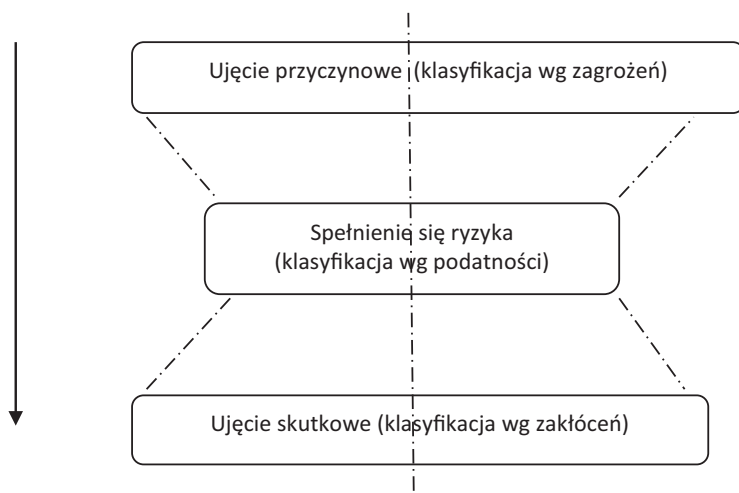 Ujęcie przyczynowe (klasyfikacja wg zagrożeń)
Spełnienie się ryzyka
(klasyfikacja wg podatności)
Ujęcie skutkowe (klasyfikacja wg zakłóceń)